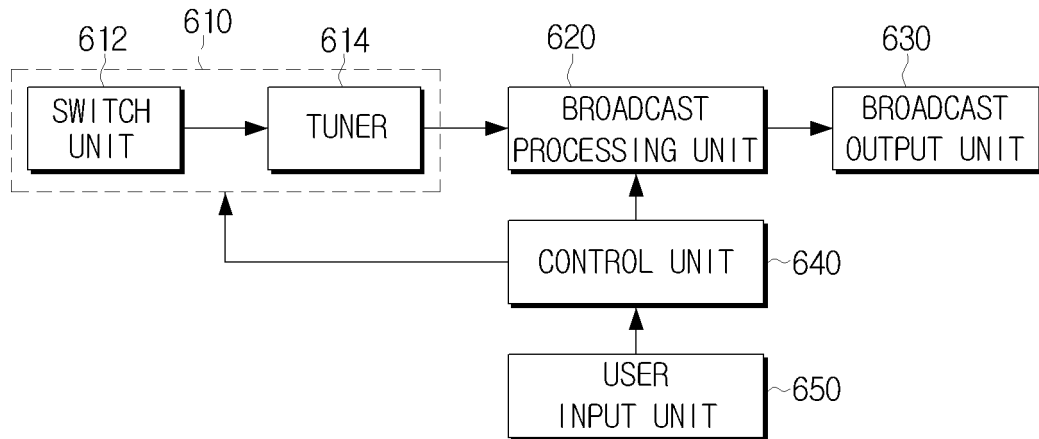 612
610
614
620
630
SWITCH
UNIT
TUNER
BROADCAST
PROCESSING UNIT
BROADCAST
OUTPUT UNIT
CONTROL UNIT
640
USER
INPUT UNIT
650